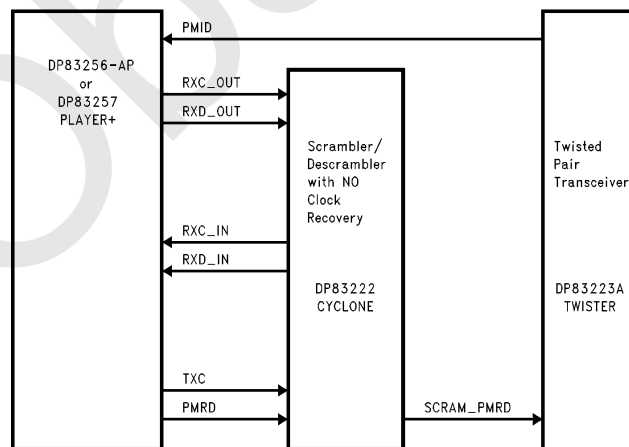 PMID
DP83256-AP
or
DP83257
PLAYER+
RXC_OUT
RXD_OUT
Scrambler/
Descrambler
with NO
Clock
Recovery
Twisted
Pair
Transceiver
RXC_IN
RXD_IN
DP83222
CYCLONE
DP83223A
TWISTER
TXC
PMRD
SCRAM_PMRD